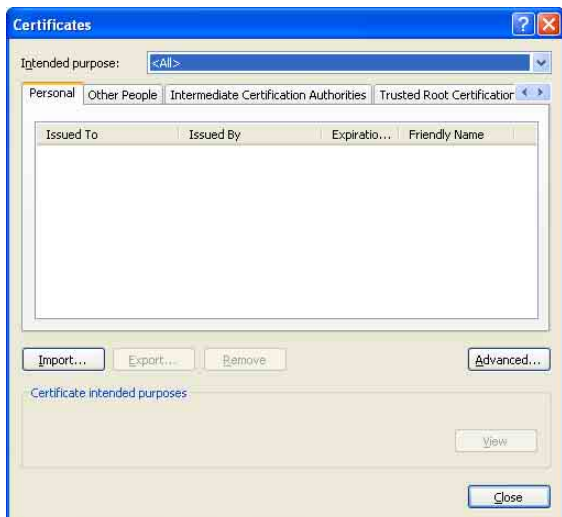 Certificates
Intended purpose: <All>
Personal Other People Intermediate Certification Authorities Trusted Root Certification
Issued To Issued By Expiratio... Friendly Name
Import... Export... Remove Advanced...
Certificate intended purposes
View
Close